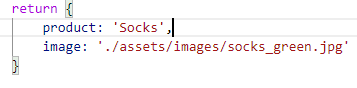 return {
product: 'Socks',
image: './assets/images/socks_green.jpg'
}